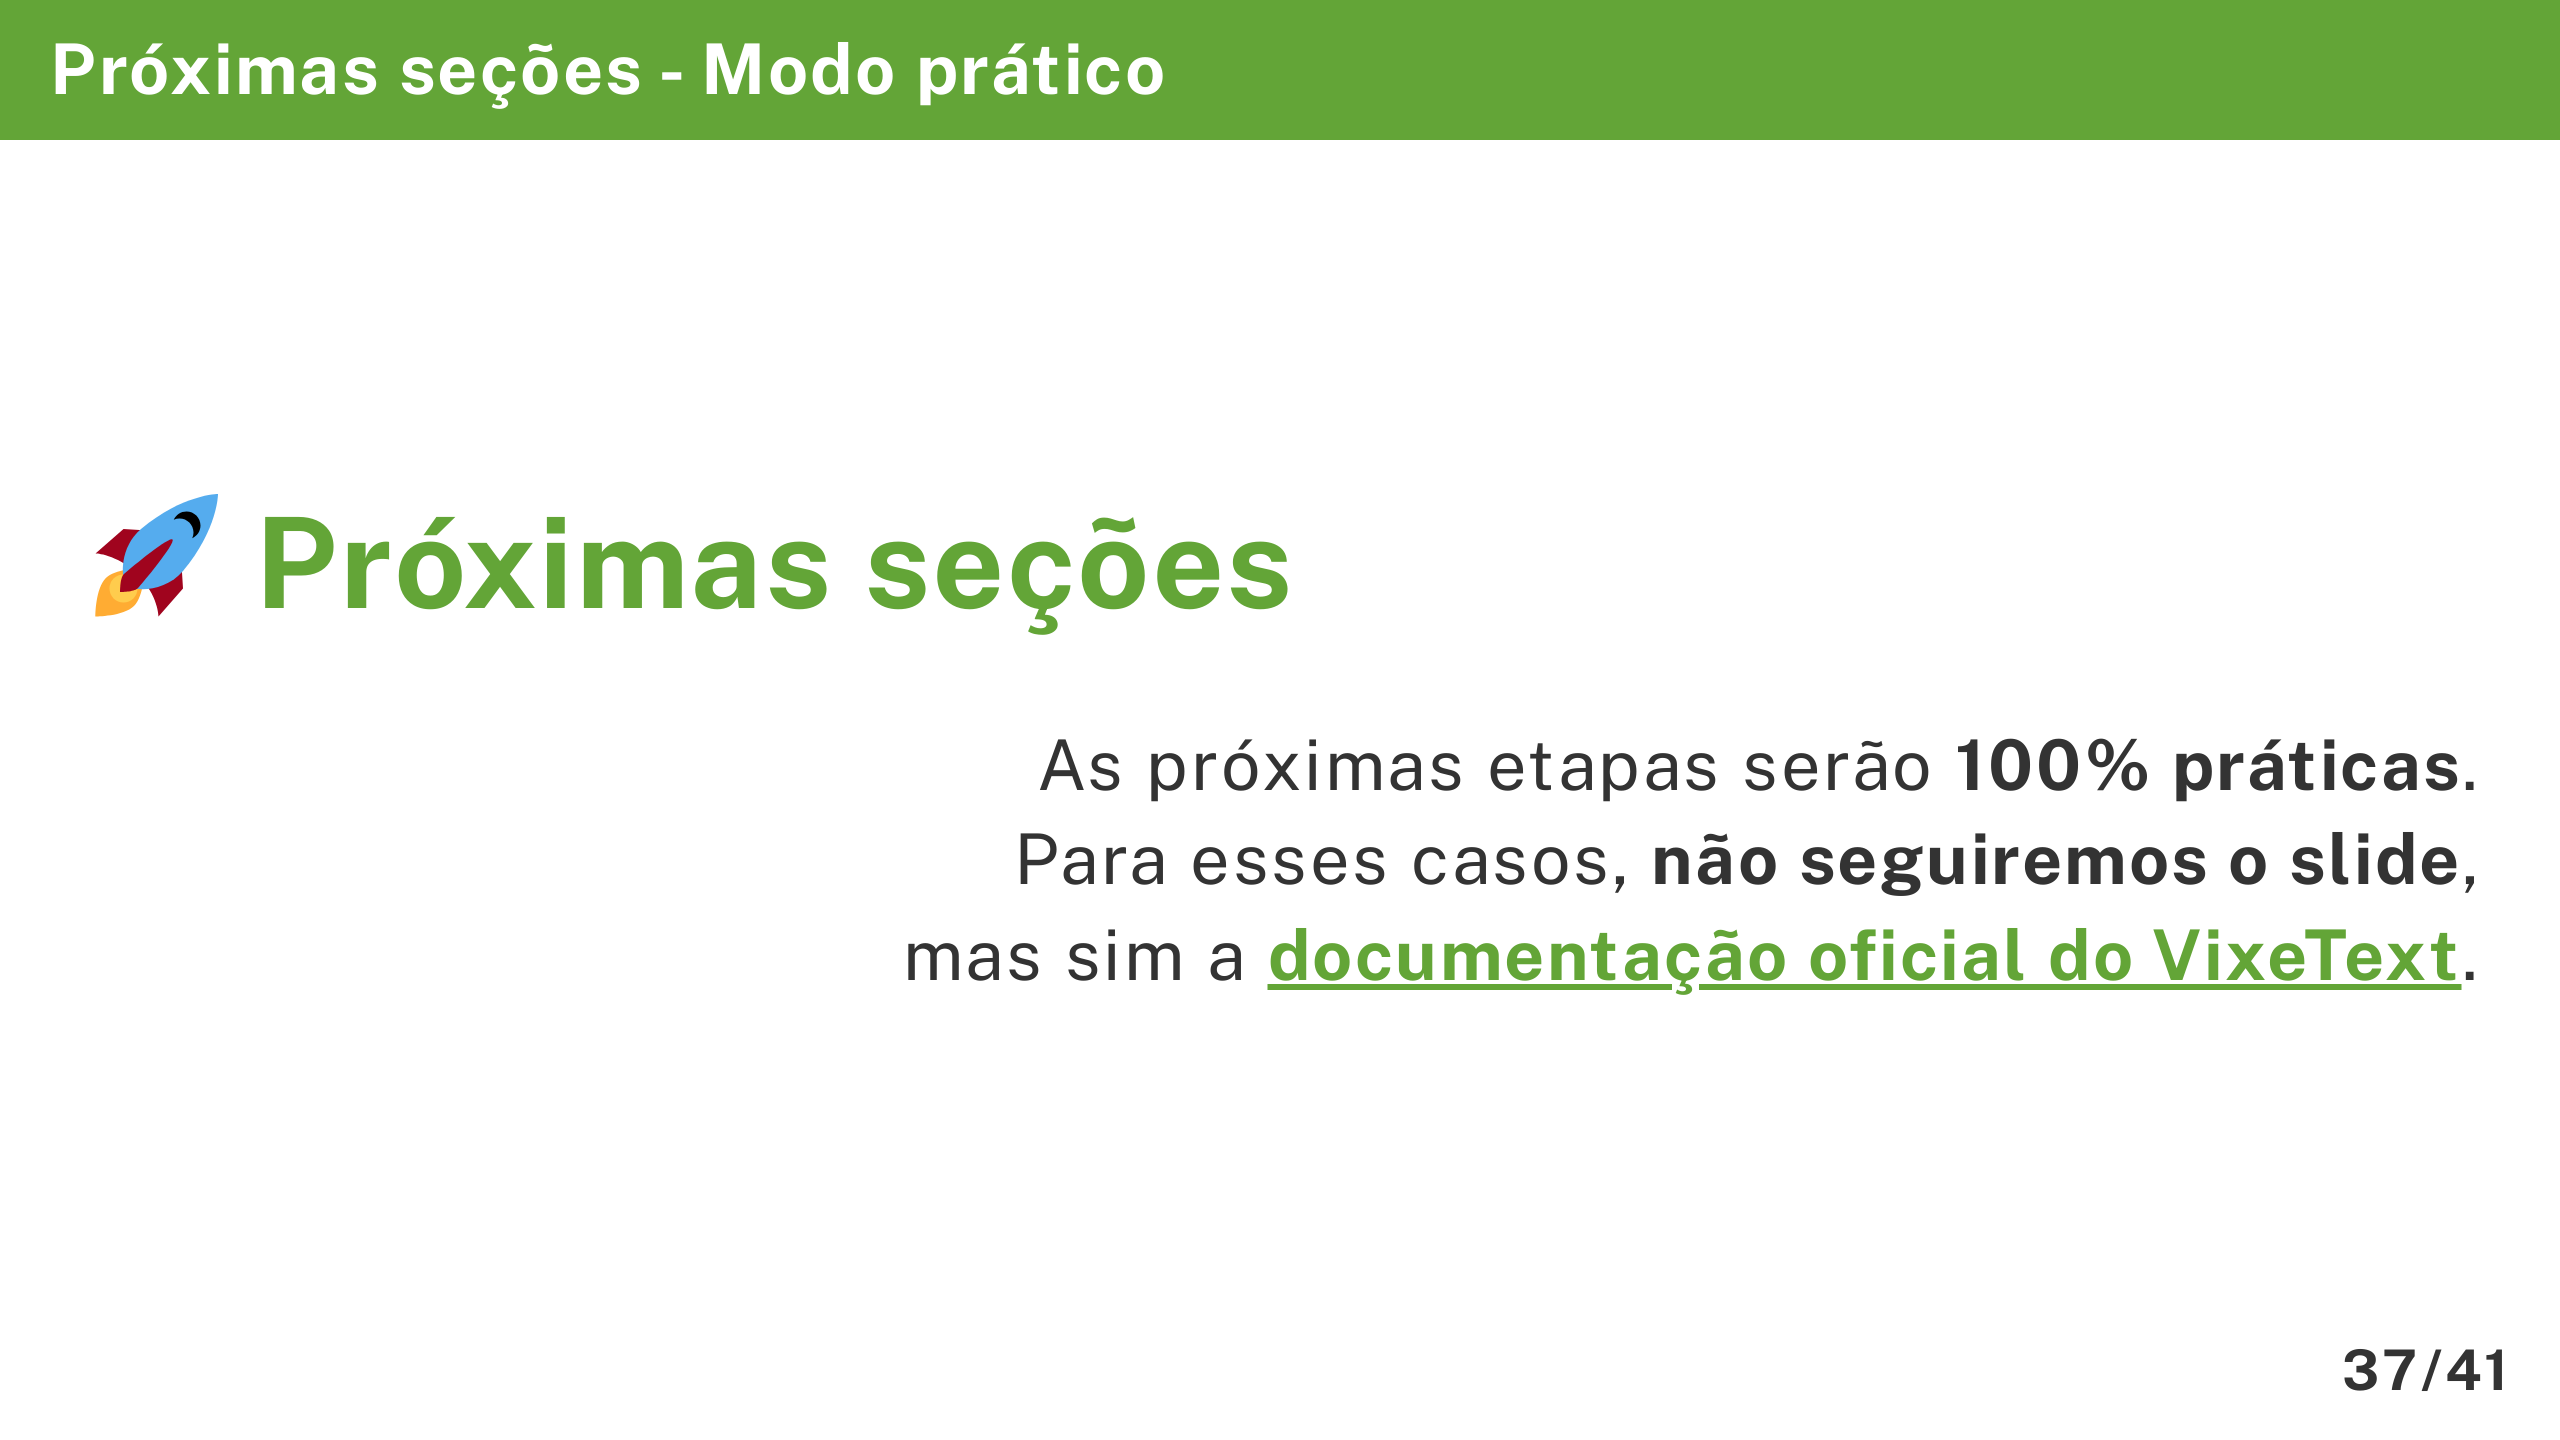 Próximas seções - Modo prático
🚀 Próximas seções
As próximas etapas serão 100% práticas.
Para esses casos, não seguiremos o slide,
mas sim a documentação oficial do VixeText.
37/41